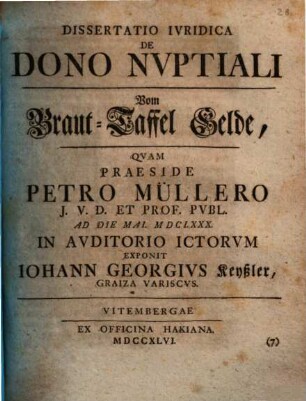 DISSERTATIO IVRIDICA
DE
DONO NVPTIALI
Vom
Braut-Taffel Gelde,
QVAM
PRAESIDE
PETRO MÜLLERO
J. V. D. ET PROF. PVBL.
AD DIE MAI. MDCLXXX.
IN AVDITORIO ICTORVM
EXPONIT
IOHANN GEORGIVS Keyßler,
GRAIZA VARISCVS.
VITEMBERGAE
EX OFFICINA HAKIANA.
MDCCXLVI. (7)